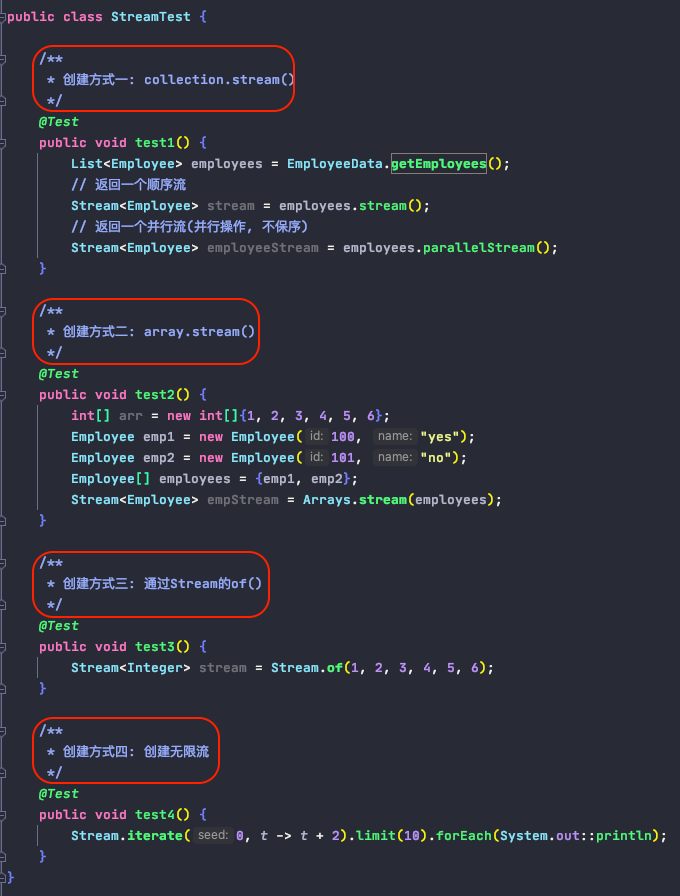 public class StreamTest {
/**
* 创建方式一: collection.stream()
*/
@Test
public void test1() {
List<Employee> employees = EmployeeData.getEmployees();
// 返回一个顺序流
Stream<Employee> stream = employees.stream();
// 返回一个并行流(并行操作, 不保序)
Stream<Employee> employeeStream = employees.parallelStream();
}
/**
* 创建方式二: array.stream()
*/
@Test
public void test2() {
int[] arr = new int[]{1, 2, 3, 4, 5, 6};
Employee emp1 = new Employee( id: 100, name: "yes");
Employee emp2 = new Employee( id: 101, name: "no");
Employee[] employees = {emp1, emp2};
Stream<Employee> empStream = Arrays.stream(employees);
}
/**
* 创建方式三: 通过Stream的of()
*/
@Test
public void test3() {
Stream<Integer> stream = Stream.of(1, 2, 3, 4, 5, 6);
}
/**
* 创建方式四: 创建无限流
*/
@Test
public void test4() {
Stream.iterate( seed: 0, t -> t + 2).limit(10).forEach(System.out::println);
}
}